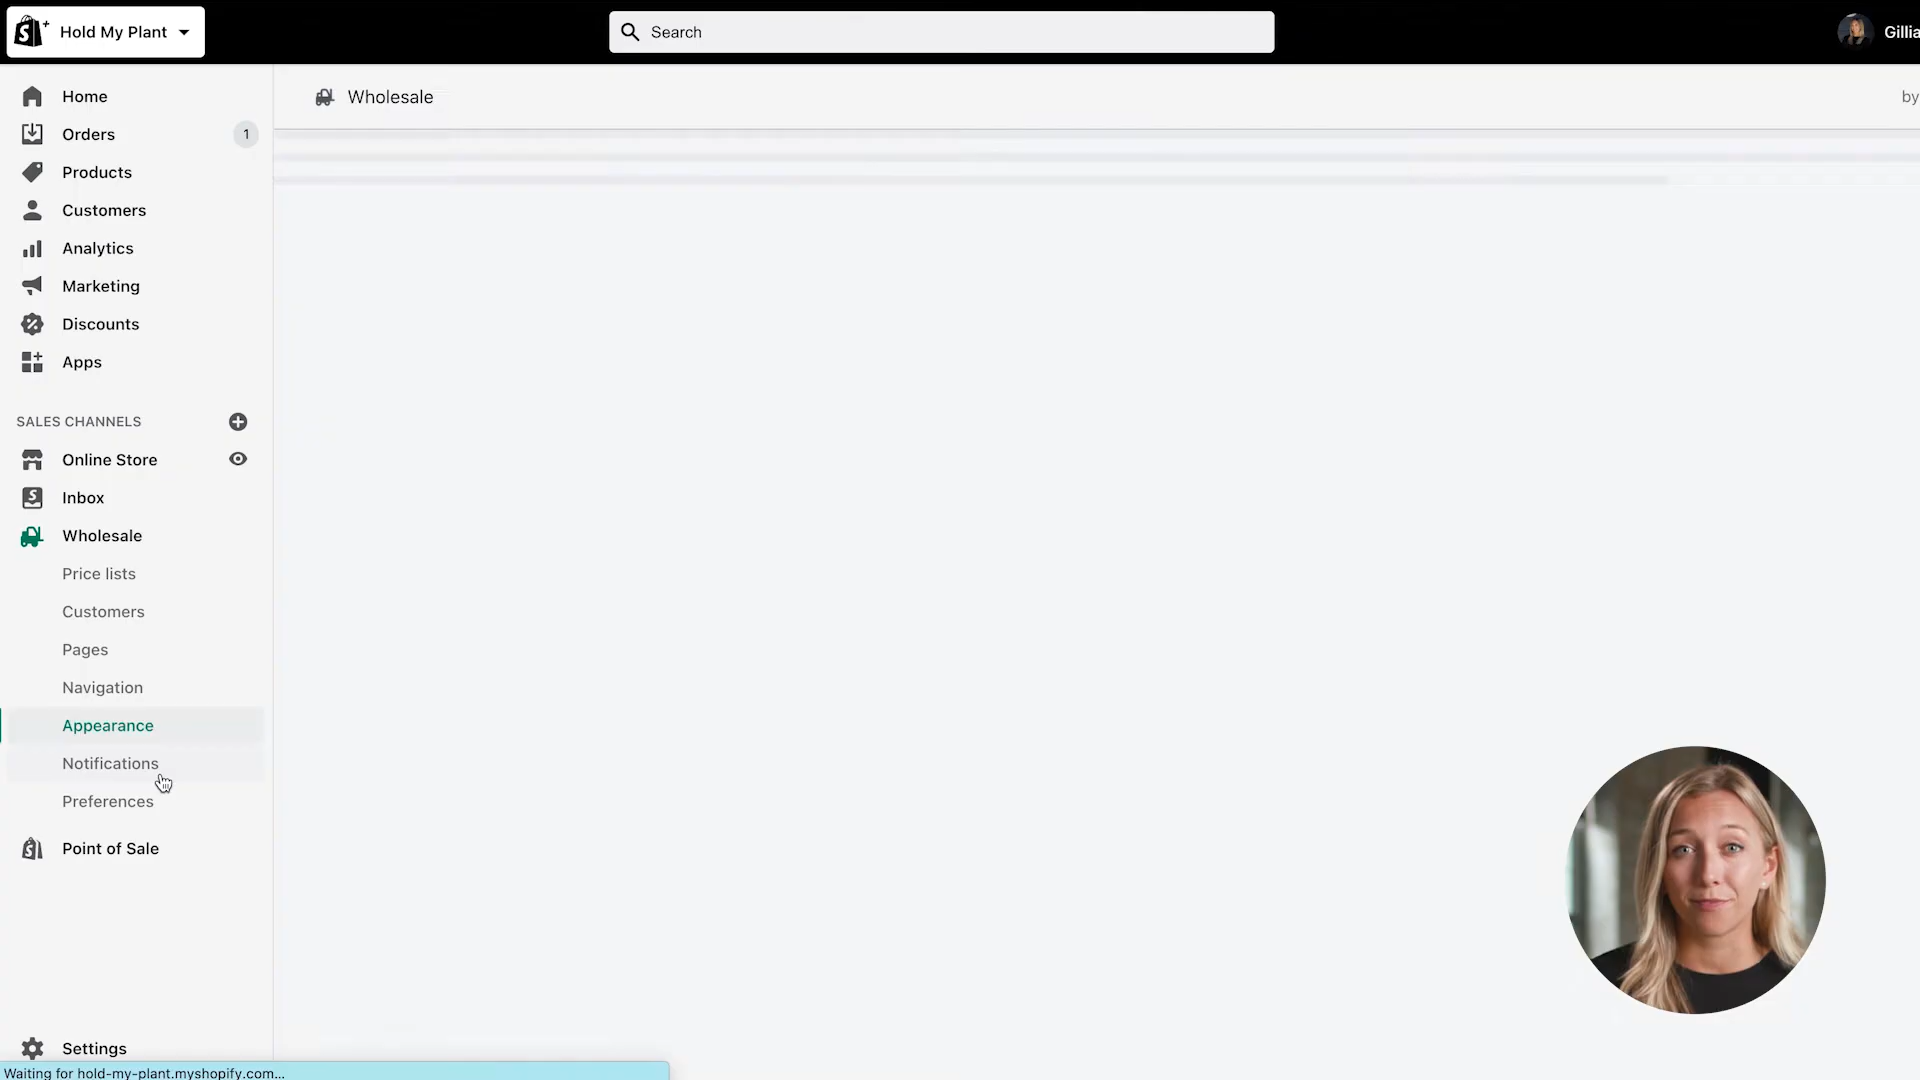 Hold My Plant
Search
Gillia
Home
Orders
1
Products
Customers
Analytics
Marketing
Discounts
Apps
SALES CHANNELS
Online Store
Inbox
Wholesale
Price lists
Customers
Pages
Navigation
Appearance
Notifications
Preferences
Point of Sale
Settings
Waiting for hold-my-plant.myshopify.com...
Wholesale
by